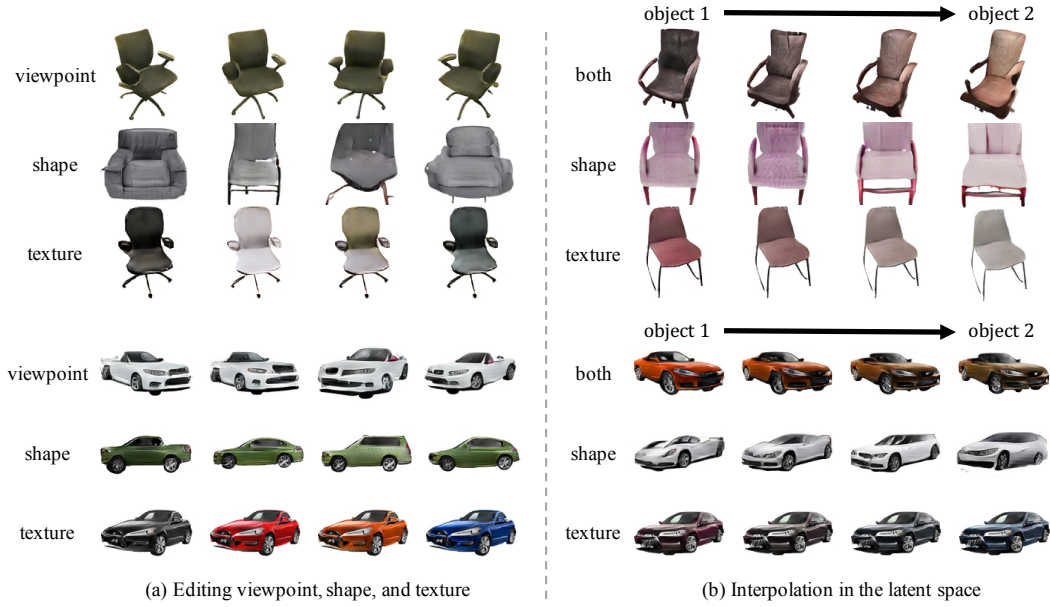 viewpoint
shape
texture
viewpoint
shape
texture
(a) Editing viewpoint, shape, and texture
object 1 object 2
both
shape
texture
object 1 object 2
both
shape
texture
(b) Interpolation in the latent space